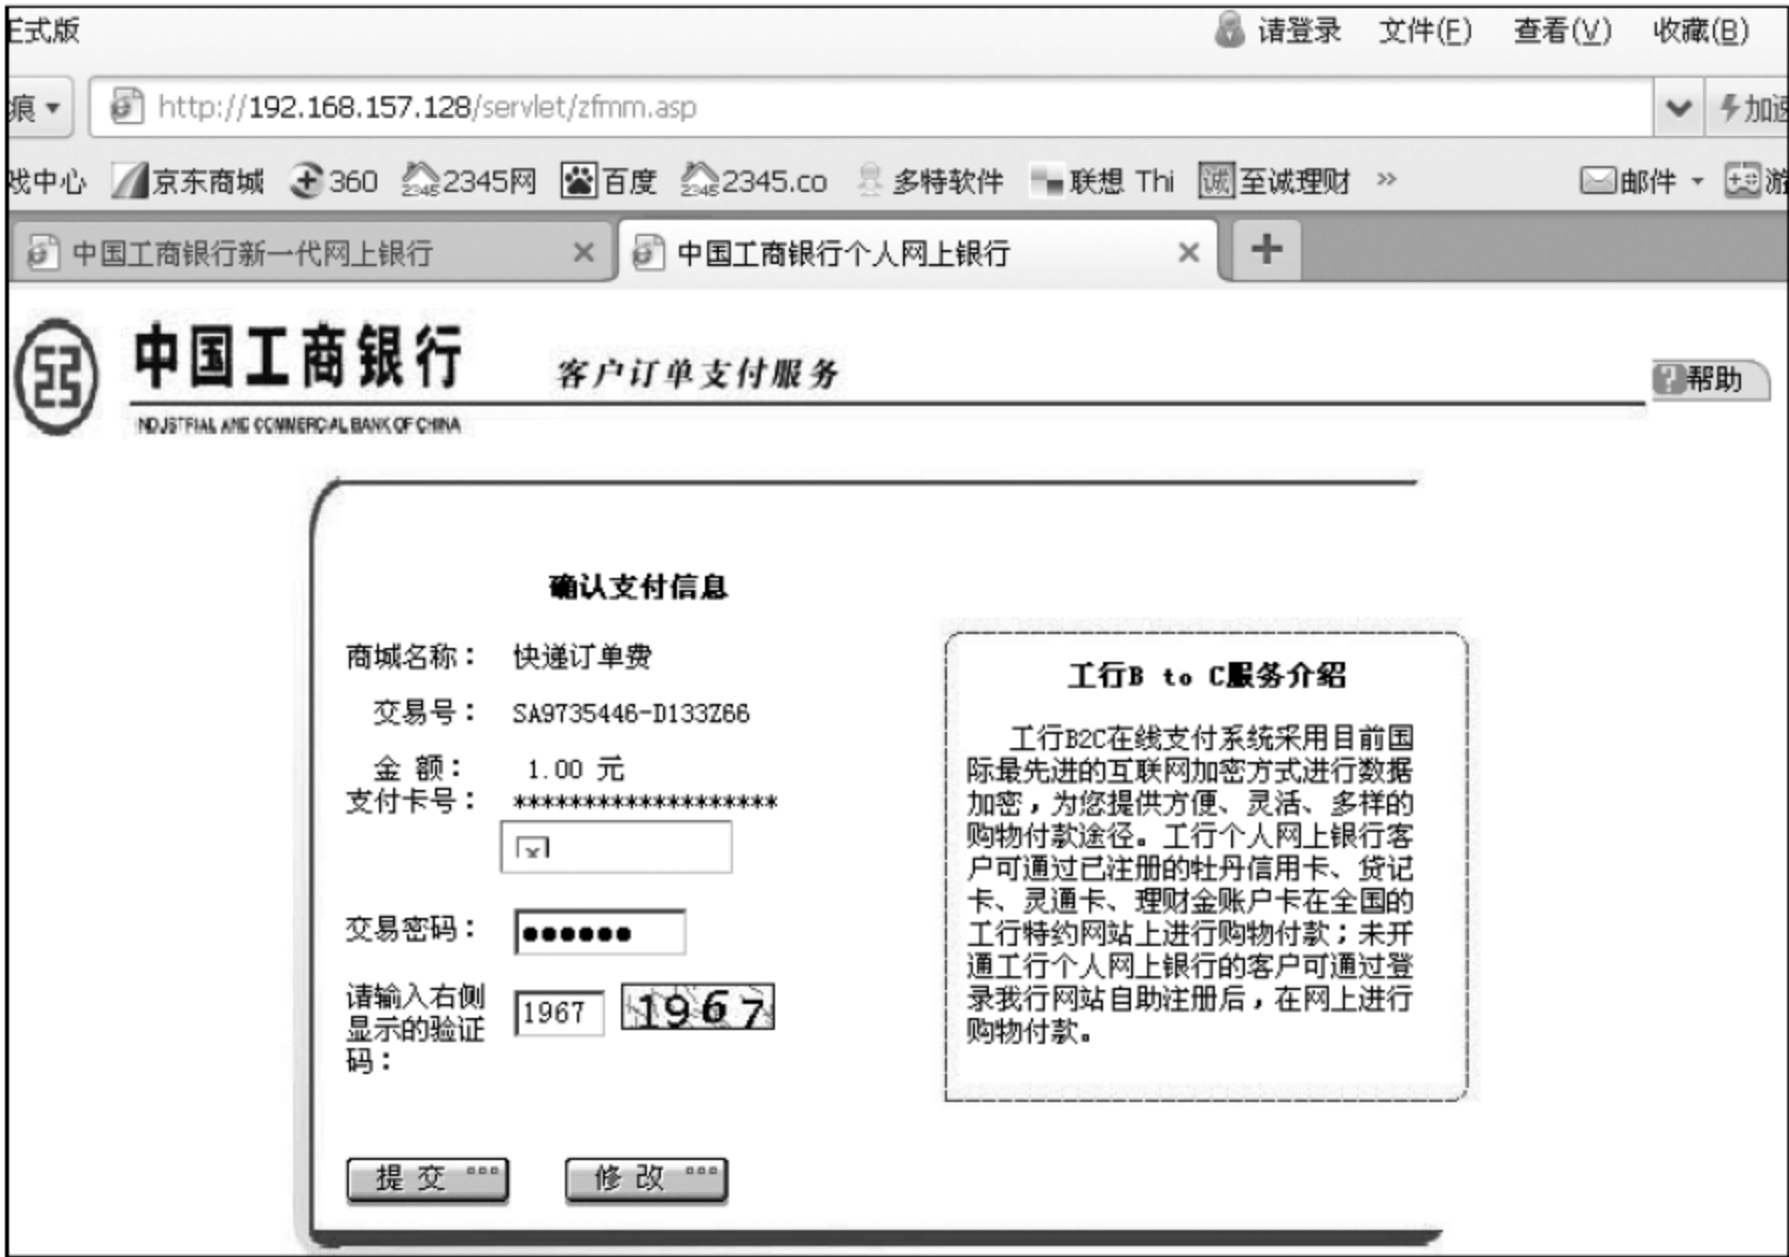 正式版 请登录 文件(F) 查看(V) 收藏(B)
痕 http://192.168.157.128/servlet/zfmm.asp 加速
戏中心 京东商城 360 2345网 百度 2345.co 多特软件 联想 Thi 至诚理财 » 邮件 游
中国工商银行新一代网上银行 中国工商银行个人网上银行
中国工商银行 客户订单支付服务 帮助
INDUSTRIAL AND COMMERCIAL BANK OF CHINA
确认支付信息
商城名称： 快递订单费
交易号： SA9735446-D133Z66
金 额： 1.00 元
支付卡号： *******************
交易密码： ●●●●●●
请输入右侧
显示的验证
码：
1967 1967
提 交 修 改
工行B to C服务介绍
工行B2C在线支付系统采用目前国
际最先进的互联网加密方式进行数据
加密，为您提供方便、灵活、多样的
购物付款途径。工行个人网上银行客
户可通过已注册的牡丹信用卡、贷记
卡、灵通卡、理财金账户卡在全国的
工行特约网站上进行购物付款；未开
通工行个人网上银行的客户可通过登
录我行网站自助注册后，在网上进行
购物付款。